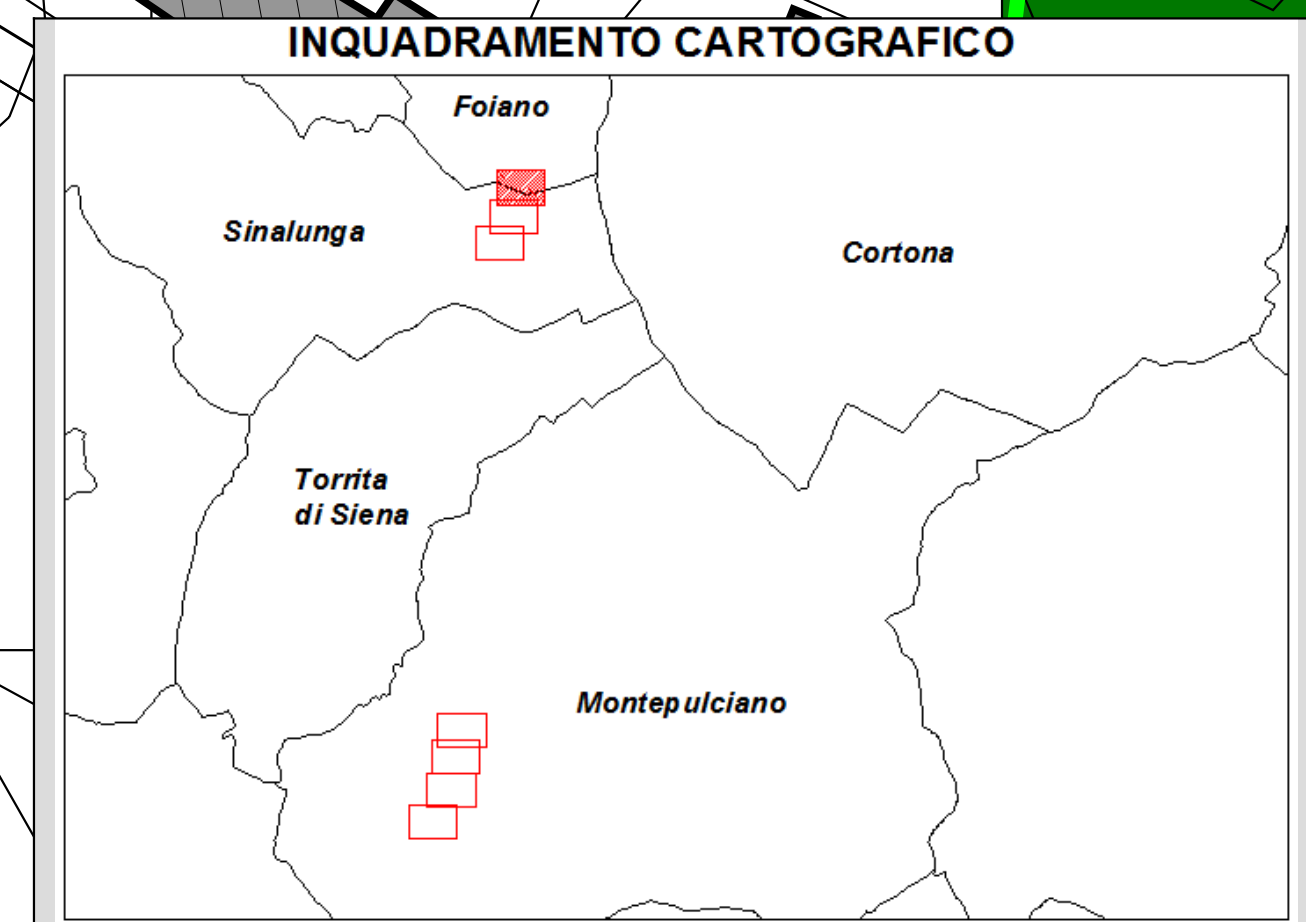 INQUADRAMENTO CARTOGRAFICO
Foiano
Sinalunga
Cortona
Torrita
di Siena
Montepulciano